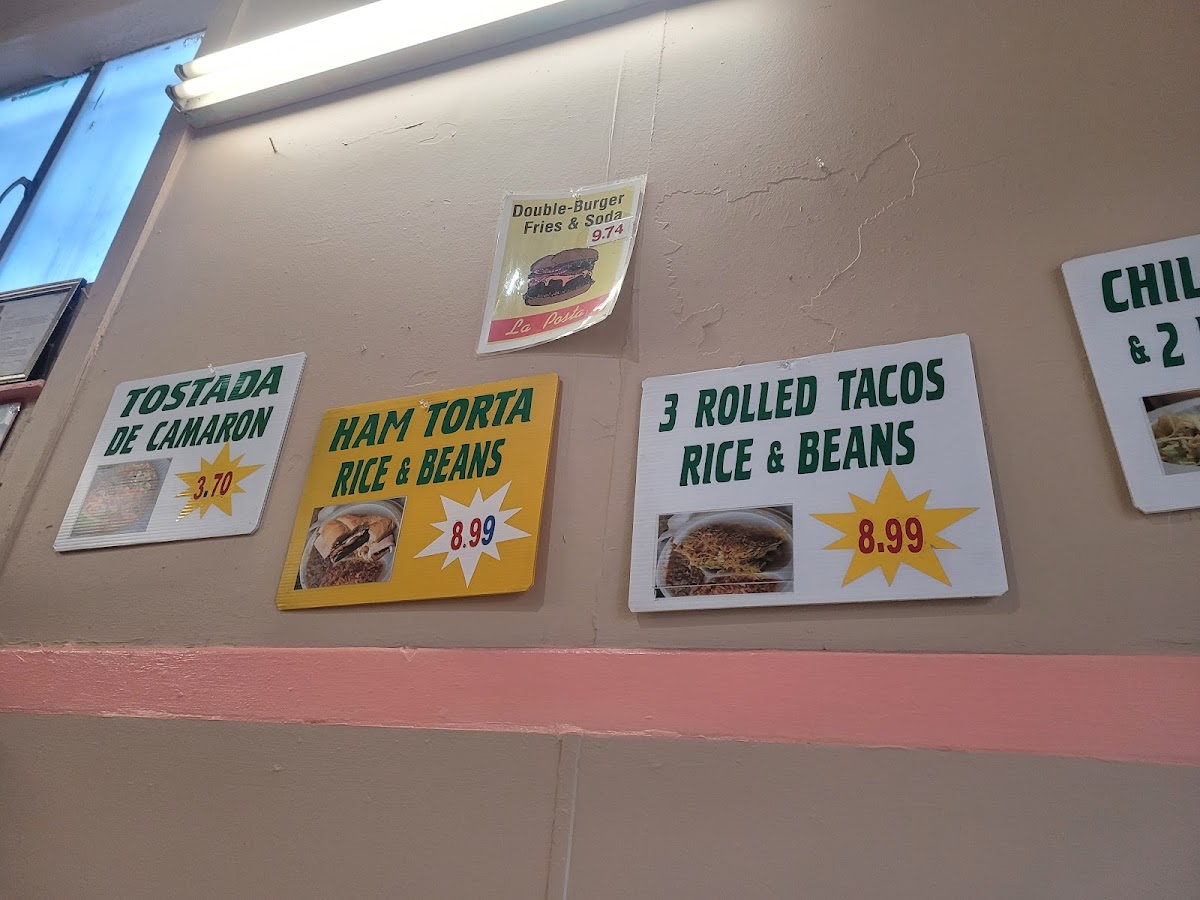 Double-Burger
Fries & Soda
9.74
La Posta
TOSTADA
DE CAMARON
3.70
HAM TORTA
RICE & BEANS
8.99
3 ROLLED TACOS
RICE & BEANS
8.99
CHIL
& 2